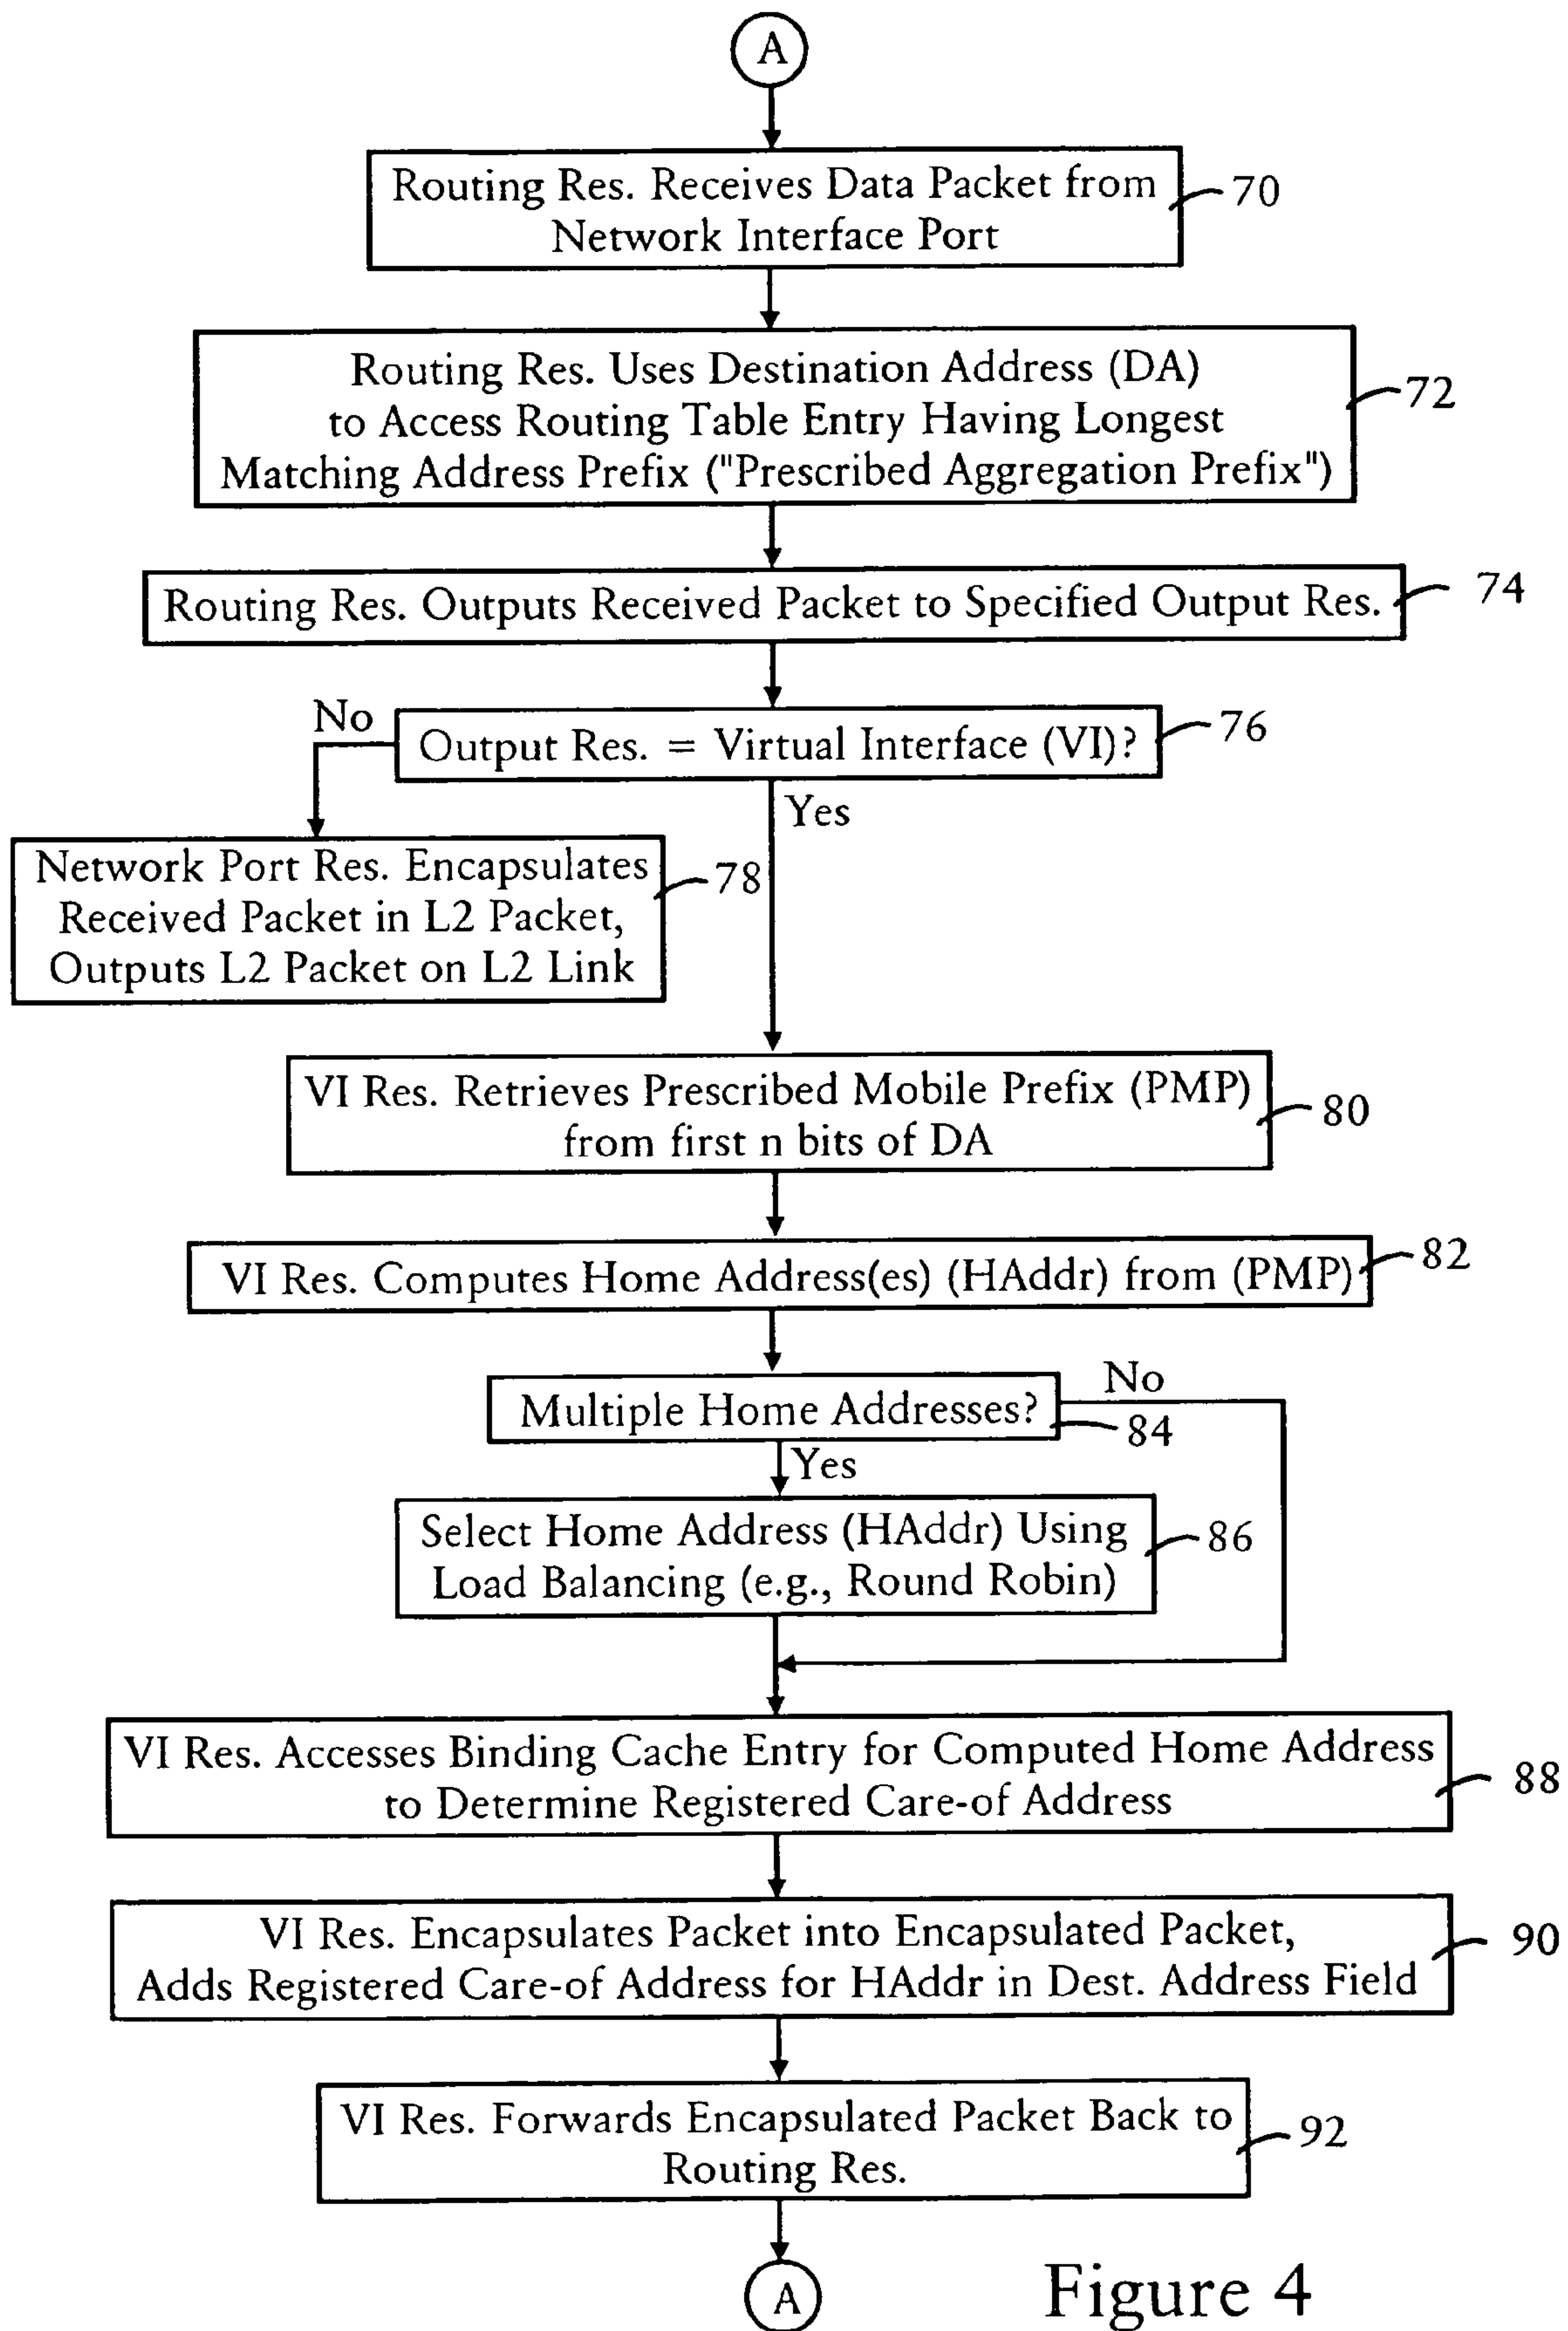 A
Routing Res. Receives Data Packet from
Network Interface Port
70
Routing Res. Uses Destination Address (DA)
to Access Routing Table Entry Having Longest
Matching Address Prefix ("Prescribed Aggregation Prefix")
72
Routing Res. Outputs Received Packet to Specified Output Res.
74
Output Res. = Virtual Interface (VI)?
76
No
Yes
Network Port Res. Encapsulates
Received Packet in L2 Packet,
Outputs L2 Packet on L2 Link
78
VI Res. Retrieves Prescribed Mobile Prefix (PMP)
from first n bits of DA
80
VI Res. Computes Home Address(es) (HAddr) from (PMP)
82
Multiple Home Addresses?
No
84
Yes
Select Home Address (HAddr) Using
Load Balancing (e.g., Round Robin)
86
VI Res. Accesses Binding Cache Entry for Computed Home Address
to Determine Registered Care-of Address
88
VI Res. Encapsulates Packet into Encapsulated Packet,
Adds Registered Care-of Address for HAddr in Dest. Address Field
90
VI Res. Forwards Encapsulated Packet Back to
Routing Res.
92
A
Figure 4